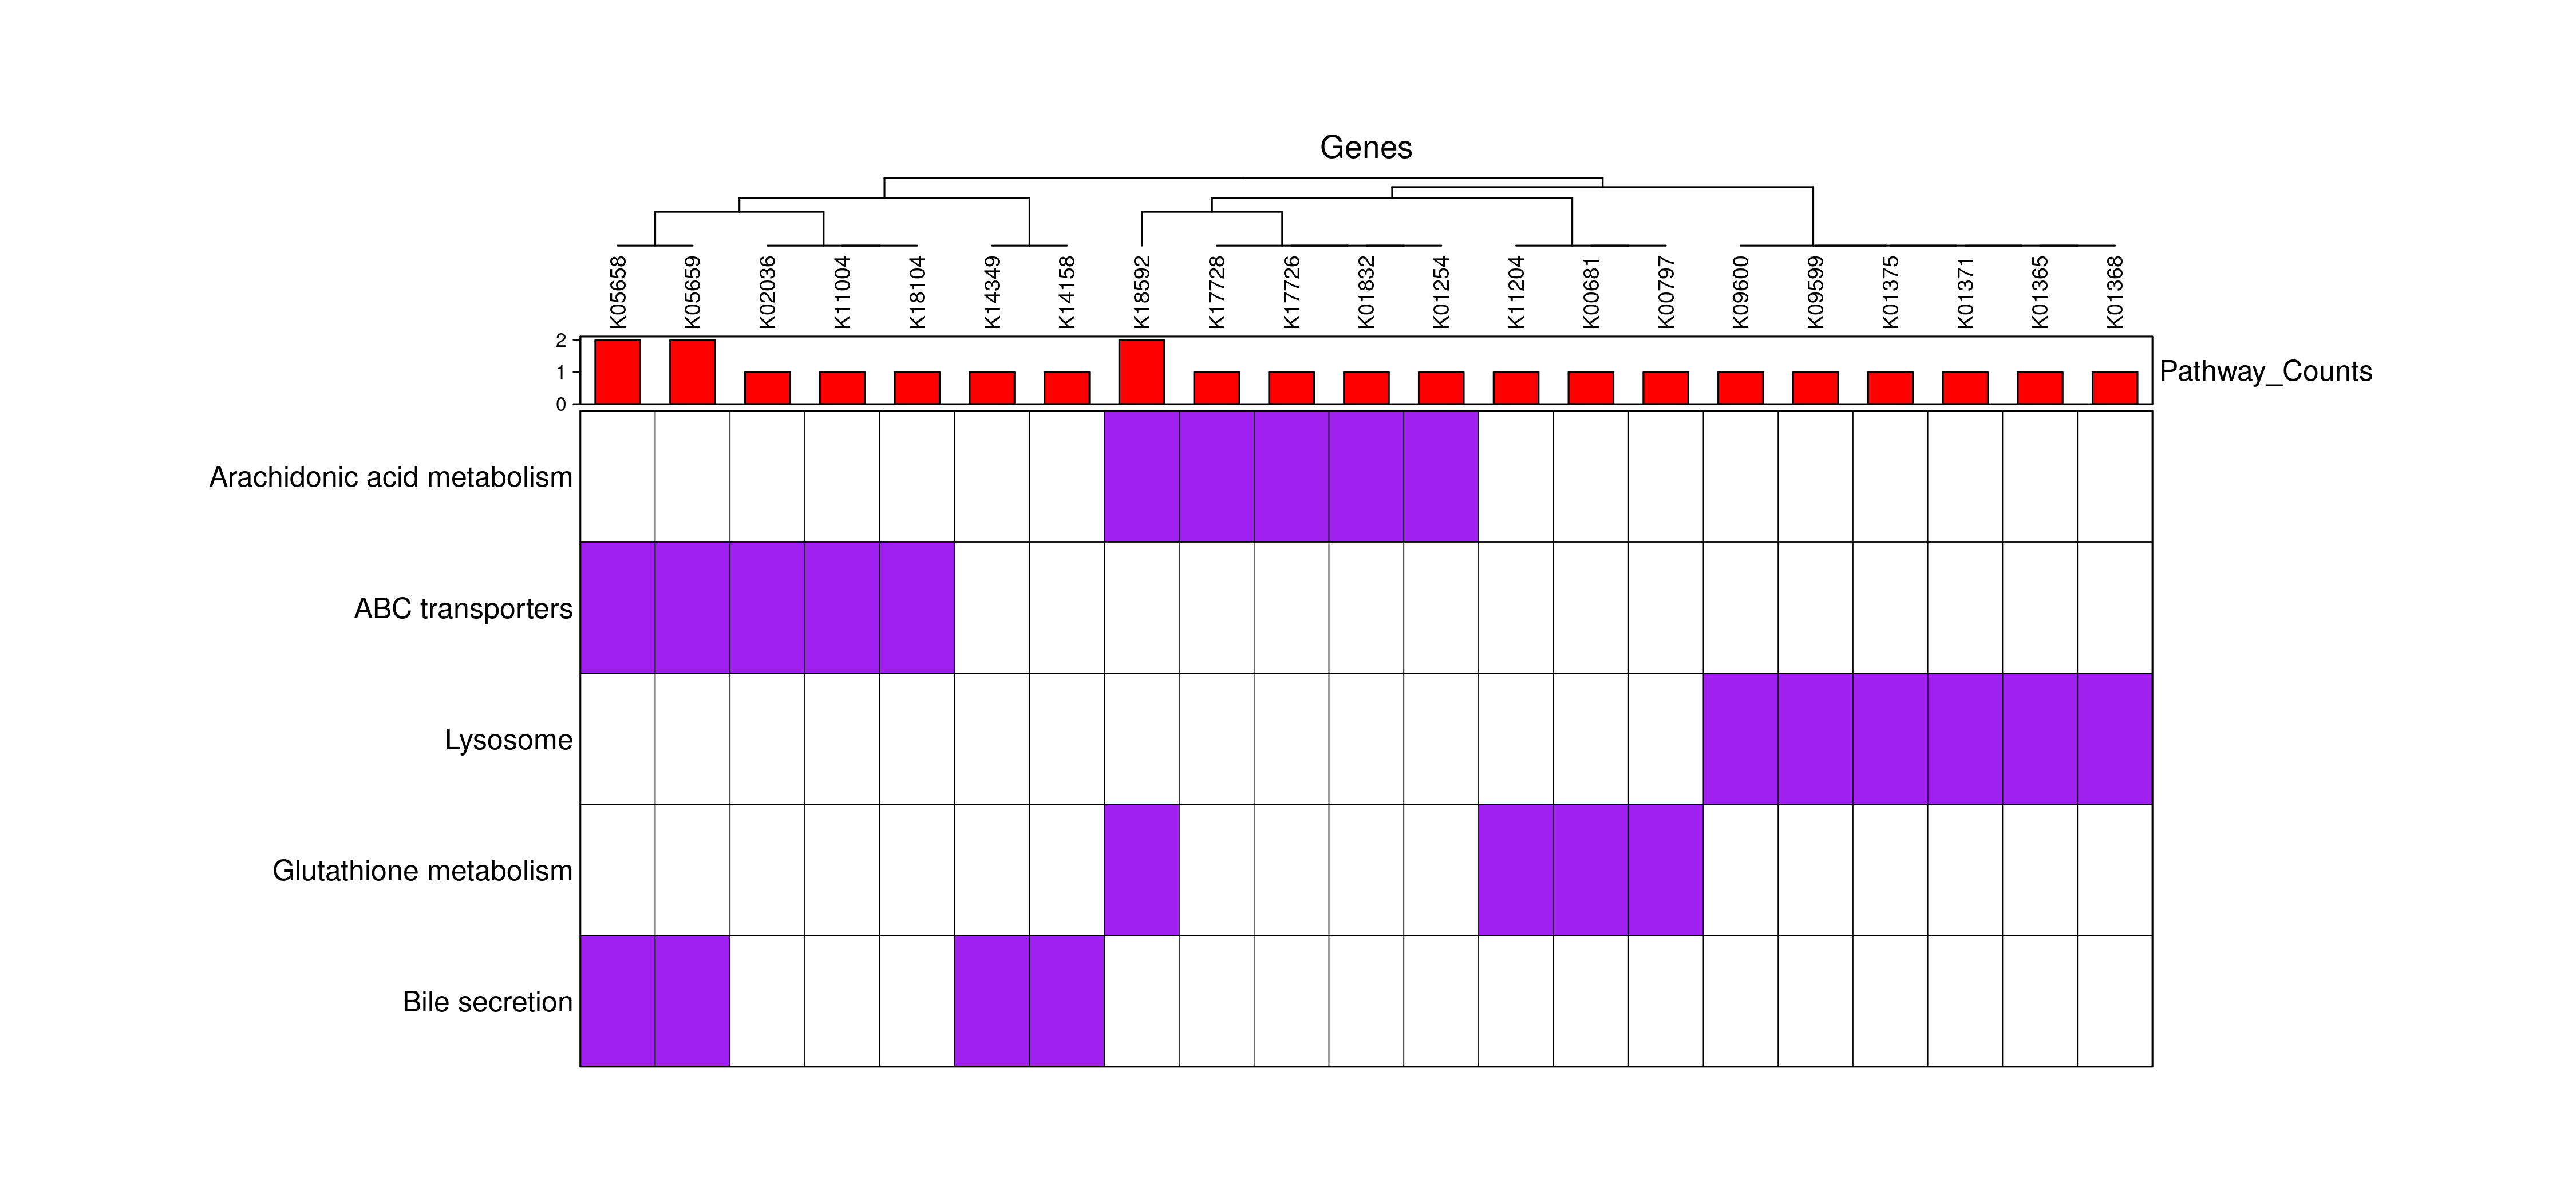 Genes
K05658 K05659 K02036 K11004 K18104 K14349 K14158 K18592 K17728 K17726 K01832 K01254 K11204 K00681 K00797 K09600 K09599 K01375 K01371 K01365 K01368
2
1
0
Pathway_Counts
Arachidonic acid metabolism
ABC transporters
Lysosome
Glutathione metabolism
Bile secretion